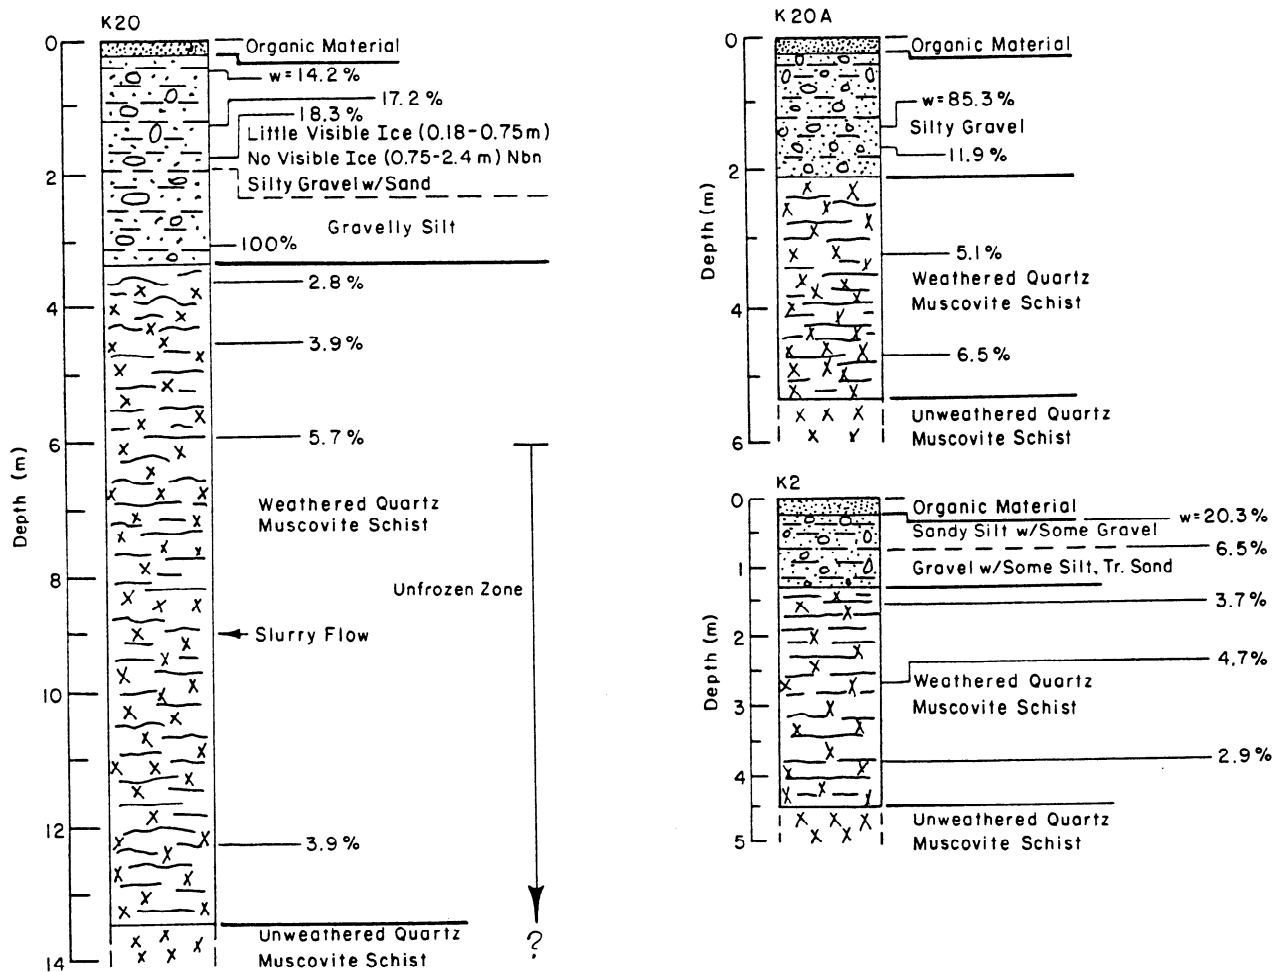 K20
0
Organic Material
w=14.2%
17.2%
18.3%
Little Visible Ice (0.18-0.75m)
No Visible Ice (0.75-2.4 m) Nbn
2
Silty Gravel w/Sand
Gravelly Silt
100%
2.8%
4
3.9%
5.7%
6
Depth (m)
Weathered Quartz
Muscovite Schist
8
Unfrozen Zone
Slurry Flow
10
12
3.9%
Unweathered Quartz
Muscovite Schist
14
?
K20A
0
Organic Material
w=85.3%
Silty Gravel
11.9%
2
Depth (m)
5.1%
Weathered Quartz
Muscovite Schist
4
6.5%
Unweathered Quartz
Muscovite Schist
6
K2
0
Organic Material
w=20.3%
Sandy Silt w/Some Gravel
6.5%
Gravel w/Some Silt, Tr. Sand
1
3.7%
2
Depth (m)
4.7%
Weathered Quartz
Muscovite Schist
3
2.9%
4
Unweathered Quartz
Muscovite Schist
5